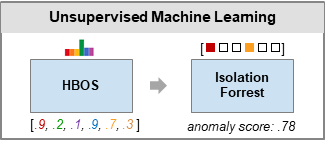 Unsupervised Machine Learning
HBOS
Isolation
Forrest
[.9, .2, .1, .9, .7, .3 ]
anomaly score: .78